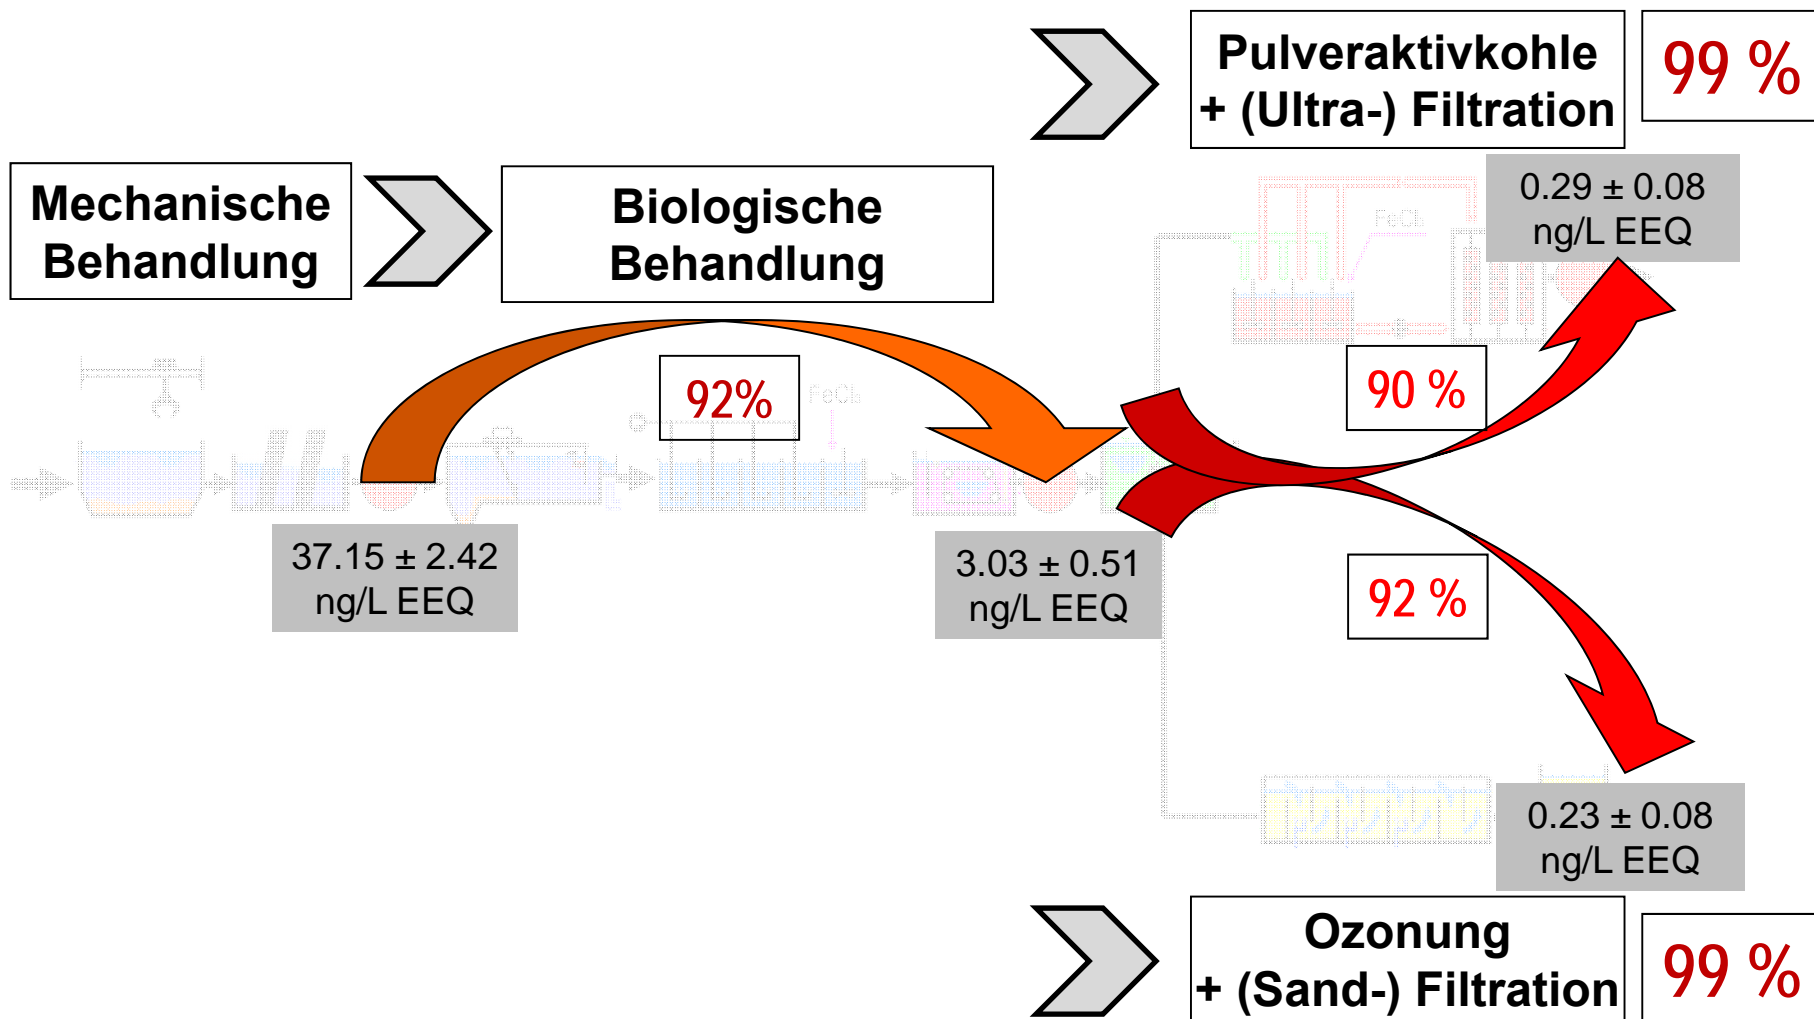 Pulveraktivkohle
+ (Ultra-) Filtration
99 %
Mechanische
Behandlung
Biologische
Behandlung
0.29 ± 0.08
ng/L EEQ
FeCl₃
90 %
92%
FeCl₃
37.15 ± 2.42
ng/L EEQ
3.03 ± 0.51
ng/L EEQ
92 %
0.23 ± 0.08
ng/L EEQ
Ozonung
+ (Sand-) Filtration
99 %